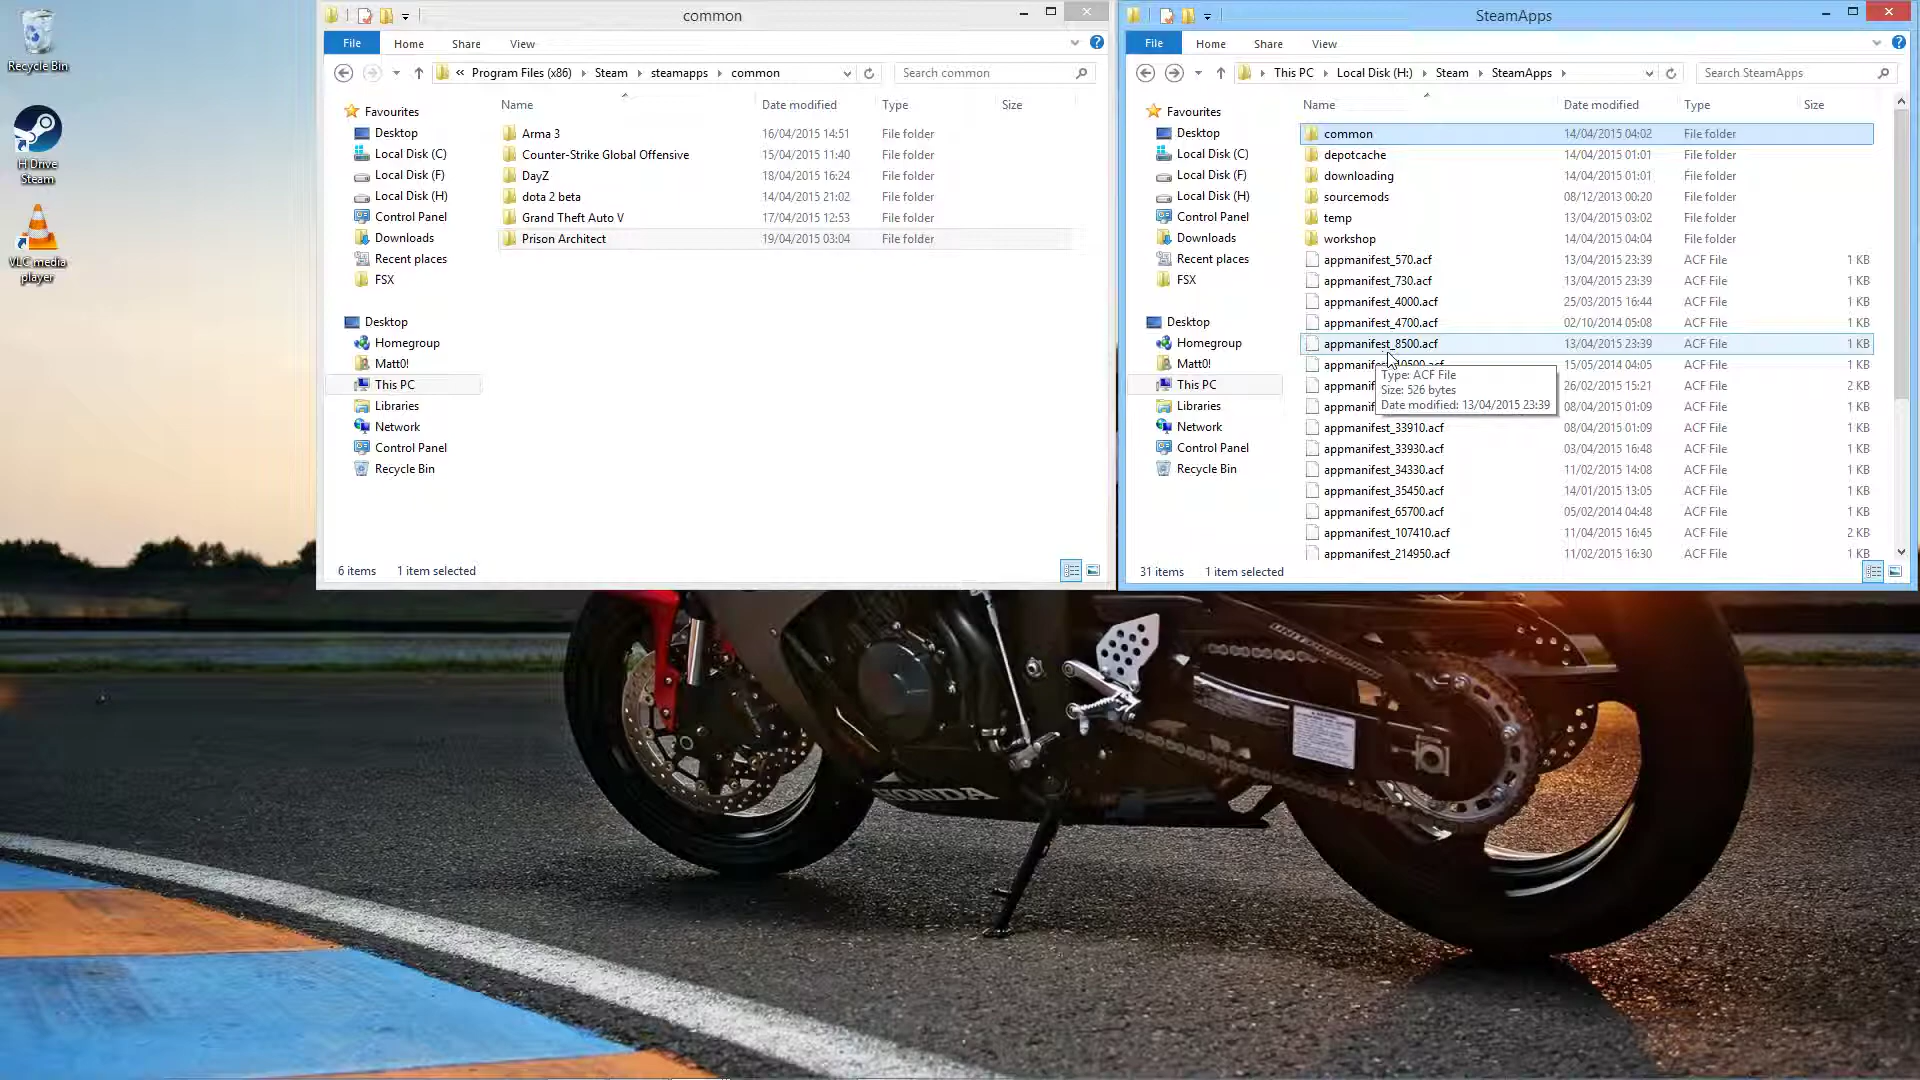 Recycle Bin
H Drive
Steam
VLC media
player
common
File Home Share View
Program Files (x86) Steam steamapps common Search common
Favourites
Desktop
Local Disk (C)
Local Disk (F)
Local Disk (H)
Control Panel
Downloads
Recent places
FSX
Desktop
Homegroup
Matt0!
This PC
Libraries
Network
Control Panel
Recycle Bin
Name Date modified Type Size
Arma 3 16/04/2015 14:51 File folder
Counter-Strike Global Offensive 15/04/2015 11:40 File folder
DayZ 18/04/2015 16:24 File folder
dota 2 beta 14/04/2015 21:02 File folder
Grand Theft Auto V 17/04/2015 12:53 File folder
Prison Architect 19/04/2015 03:04 File folder
6 items 1 item selected
SteamApps
File Home Share View
This PC Local Disk (H:) Steam SteamApps Search SteamApps
Favourites
Desktop
Local Disk (C)
Local Disk (F)
Local Disk (H)
Control Panel
Downloads
Recent places
FSX
Desktop
Homegroup
Matt0!
This PC
Libraries
Network
Control Panel
Recycle Bin
Name Date modified Type Size
common 14/04/2015 04:02 File folder
depotcache 14/04/2015 01:01 File folder
downloading 14/04/2015 01:01 File folder
sourcemods 08/12/2013 00:20 File folder
temp 13/04/2015 03:02 File folder
workshop 14/04/2015 04:04 File folder
appmanifest_570.acf 13/04/2015 23:39 ACF File 1 KB
appmanifest_730.acf 13/04/2015 23:39 ACF File 1 KB
appmanifest_4000.acf 25/03/2015 16:44 ACF File 1 KB
appmanifest_4700.acf 02/10/2014 05:08 ACF File 1 KB
appmanifest_8500.acf 13/04/2015 23:39 ACF File 1 KB
appmanifest_10500.acf 15/05/2014 04:05 ACF File 1 KB
appmanif 26/02/2015 15:21 ACF File 2 KB
appmanif 08/04/2015 01:09 ACF File 1 KB
Type: ACF File
Size: 526 bytes
Date modified: 13/04/2015 23:39
appmanifest_33910.acf 08/04/2015 01:09 ACF File 1 KB
appmanifest_33930.acf 03/04/2015 16:48 ACF File 1 KB
appmanifest_34330.acf 11/02/2015 14:08 ACF File 1 KB
appmanifest_35450.acf 14/01/2015 13:05 ACF File 1 KB
appmanifest_65700.acf 05/02/2014 04:48 ACF File 1 KB
appmanifest_107410.acf 11/04/2015 16:45 ACF File 2 KB
appmanifest_214950.acf 11/02/2015 16:30 ACF File 1 KB
31 items 1 item selected
HONDA